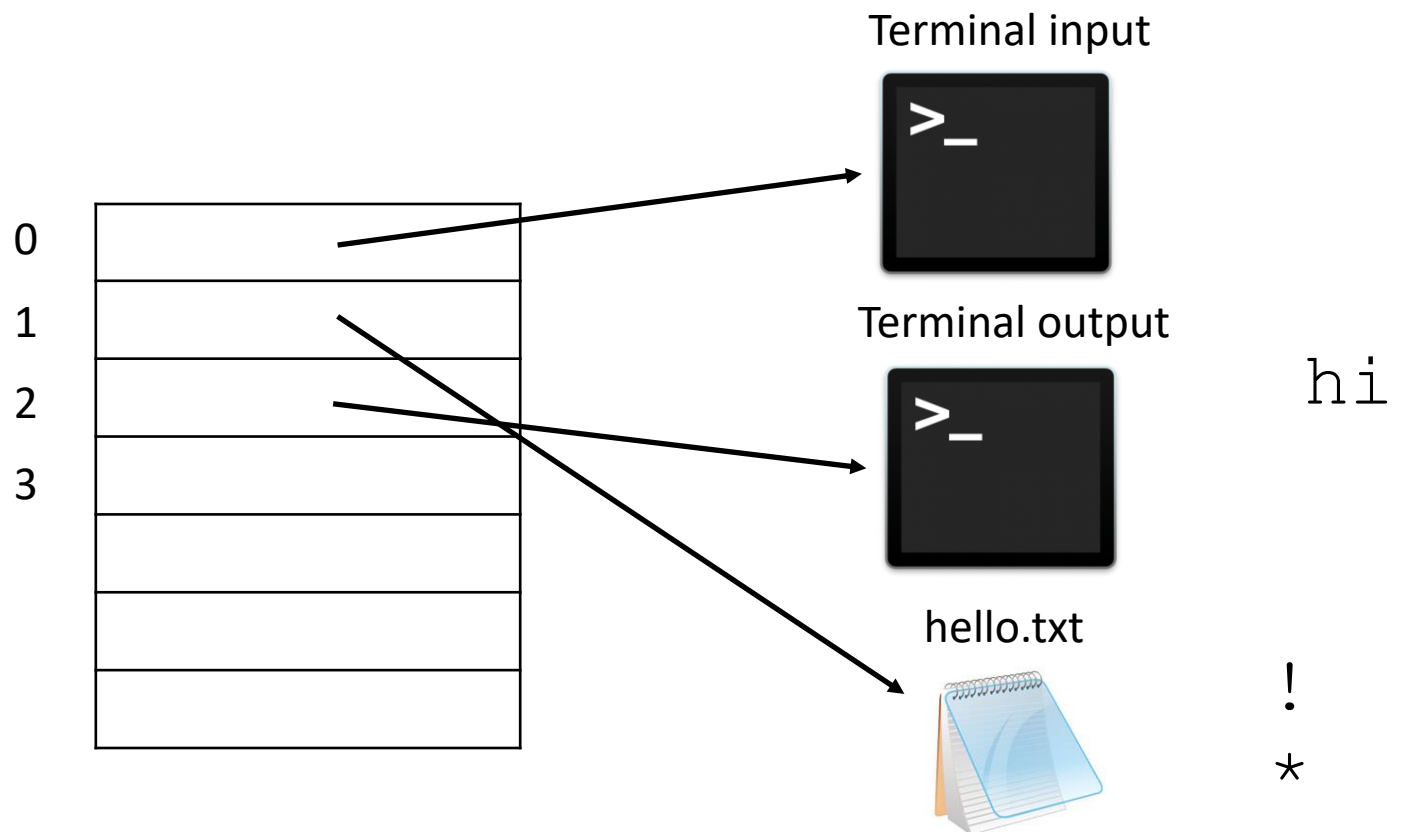 Terminal input
>_
0
1
2
3
Terminal output
>_
hi
hello.txt
!
*